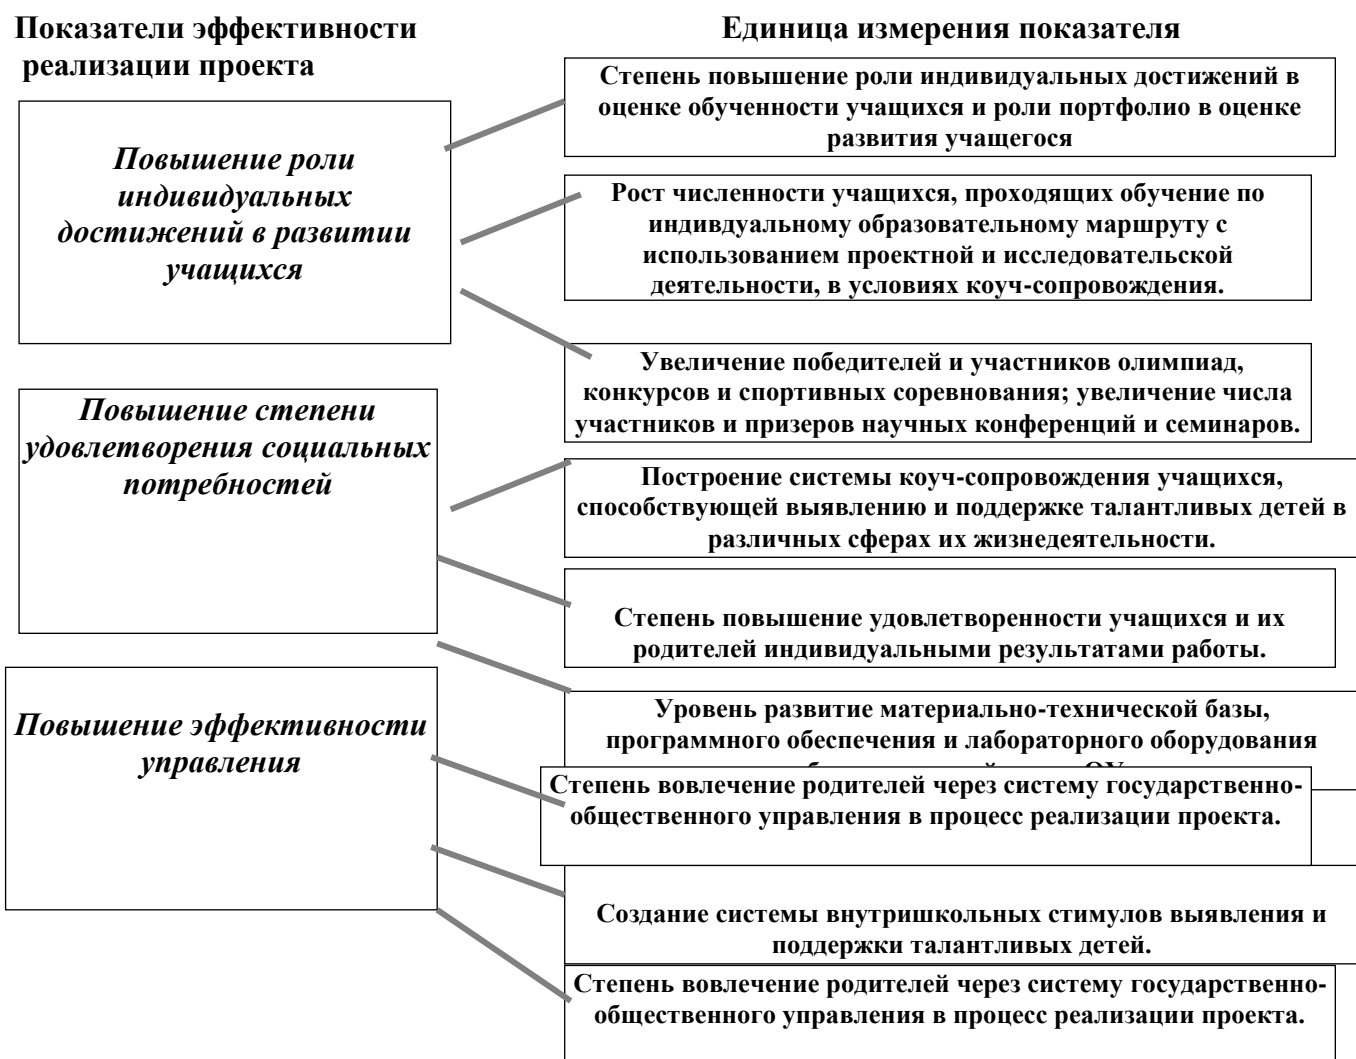 Показатели эффективности
реализации проекта
Единица измерения показателя
Повышение роли
индивидуальных
достижений в развитии
учащихся
Степень повышение роли индивидуальных достижений в
оценке обученности учащихся и роли портфолио в оценке
развития учащегося
Рост численности учащихся, проходящих обучение по
индивдуальному образовательному маршруту с
использованием проектной и исследовательской
деятельности, в условиях коуч-сопровождения.
Увеличение победителей и участников олимпиад,
конкурсов и спортивных соревнования; увеличение числа
участников и призеров научных конференций и семинаров.
Повышение степени
удовлетворения социальных
потребностей
Построение системы коуч-сопровождения учащихся,
способствующей выявлению и поддержке талантливых детей в
различных сферах их жизнедеятельности.
Степень повышение удовлетворенности учащихся и их
родителей индивидуальными результатами работы.
Уровень развитие материально-технической базы,
программного обеспечения и лабораторного оборудования
Повышение эффективности
управления
Степень вовлечение родителей через систему государственно-
общественного управления в процесс реализации проекта.
Создание системы внутришкольных стимулов выявления и
поддержки талантливых детей.
Степень вовлечение родителей через систему государственно-
общественного управления в процесс реализации проекта.